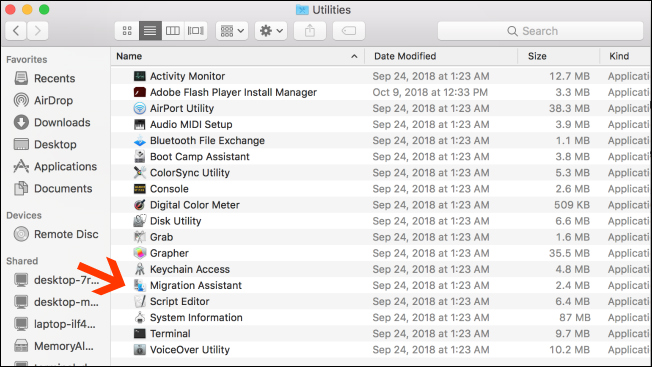 Utilities
Search
Favorites
Recents
AirDrop
Downloads
Desktop
Applications
Documents
Devices
Remote Disc
Shared
desktop-7r...
desktop-m...
laptop-ilf4...
MemoryAl...
Name Date Modified Size Kind
Activity Monitor Sep 24, 2018 at 1:23 AM 12.7 MB Applicati
Adobe Flash Player Install Manager Oct 9, 2018 at 12:33 PM 3.3 MB Applicati
AirPort Utility Sep 24, 2018 at 1:23 AM 38.3 MB Applicati
Audio MIDI Setup Sep 24, 2018 at 1:23 AM 3.9 MB Applicati
Bluetooth File Exchange Sep 24, 2018 at 1:23 AM 1.1 MB Applicati
Boot Camp Assistant Sep 24, 2018 at 1:23 AM 3.8 MB Applicati
ColorSync Utility Sep 24, 2018 at 1:23 AM 5.3 MB Applicati
Console Sep 24, 2018 at 1:23 AM 2.6 MB Applicati
Digital Color Meter Sep 24, 2018 at 1:23 AM 509 KB Applicati
Disk Utility Sep 24, 2018 at 1:23 AM 6.6 MB Applicati
Grab Sep 24, 2018 at 1:23 AM 1.6 MB Applicati
Grapher Sep 24, 2018 at 1:23 AM 35.5 MB Applicati
Keychain Access Sep 24, 2018 at 1:23 AM 4.8 MB Applicati
Migration Assistant Sep 24, 2018 at 1:23 AM 2.4 MB Applicati
Script Editor Sep 24, 2018 at 1:23 AM 6.4 MB Applicati
System Information Sep 24, 2018 at 1:23 AM 87 MB Applicati
Terminal Sep 24, 2018 at 1:23 AM 9.7 MB Applicati
VoiceOver Utility Sep 24, 2018 at 1:23 AM 10.2 MB Applicati